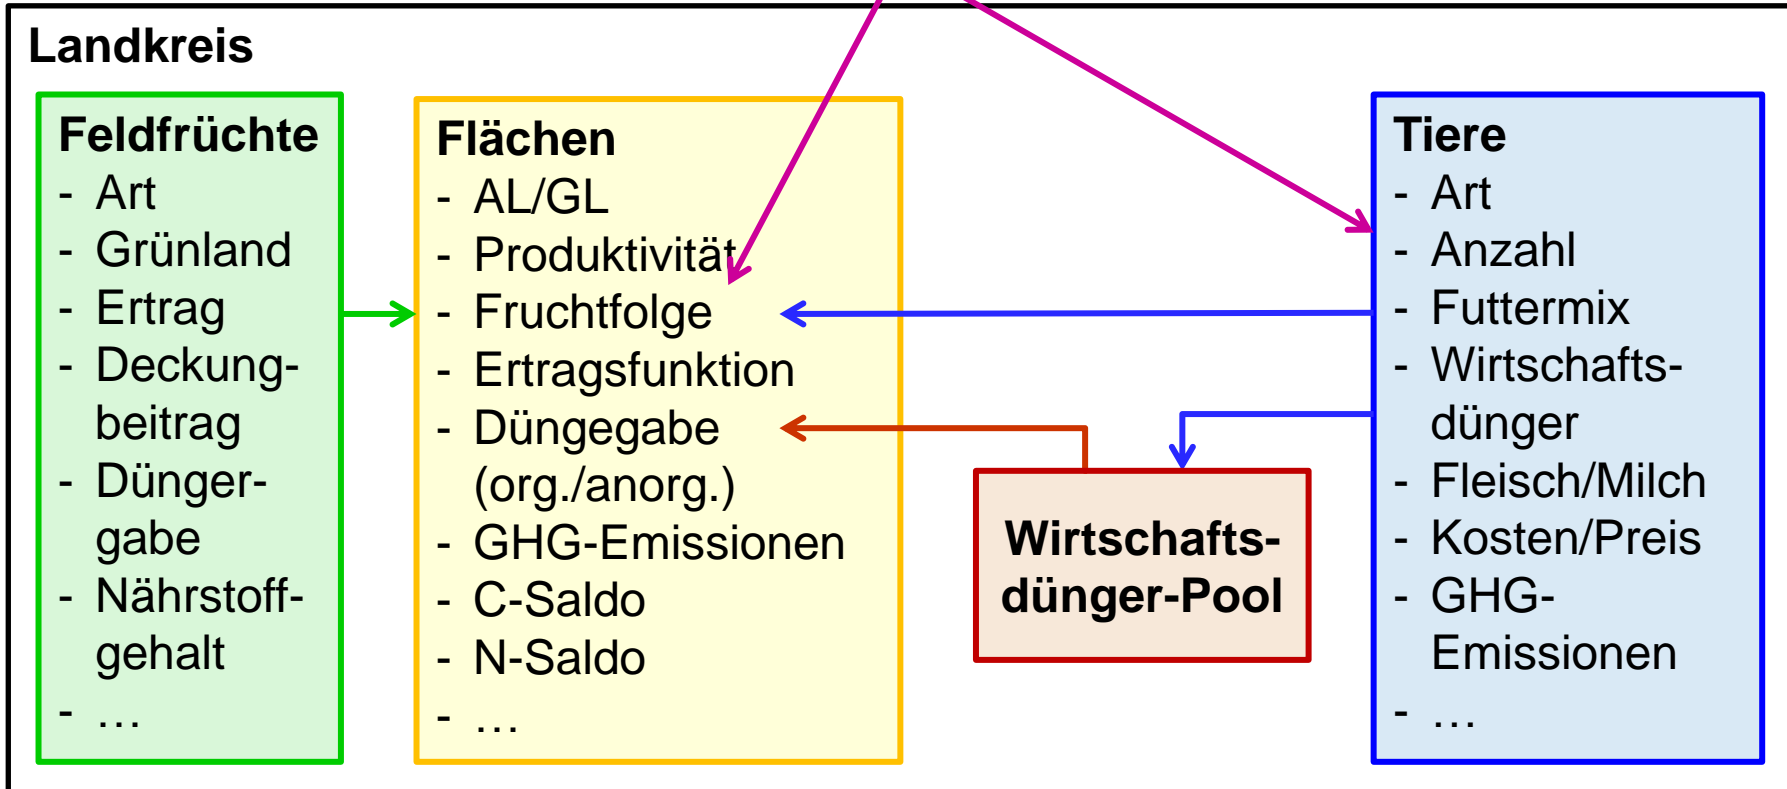 Landkreis
Feldfrüchte
- Art
- Grünland
- Ertrag
- Deckung-
beitrag
- Dünger-
gabe
- Nährstoff-
gehalt
- …
Flächen
- AL/GL
- Produktivität
- Fruchtfolge
- Ertragsfunktion
- Düngegabe
(org./anorg.)
- GHG-Emissionen
- C-Saldo
- N-Saldo
- …
Wirtschafts-
dünger-Pool
Tiere
- Art
- Anzahl
- Futtermix
- Wirtschafts-
dünger
- Fleisch/Milch
- Kosten/Preis
- GHG-
Emissionen
- …